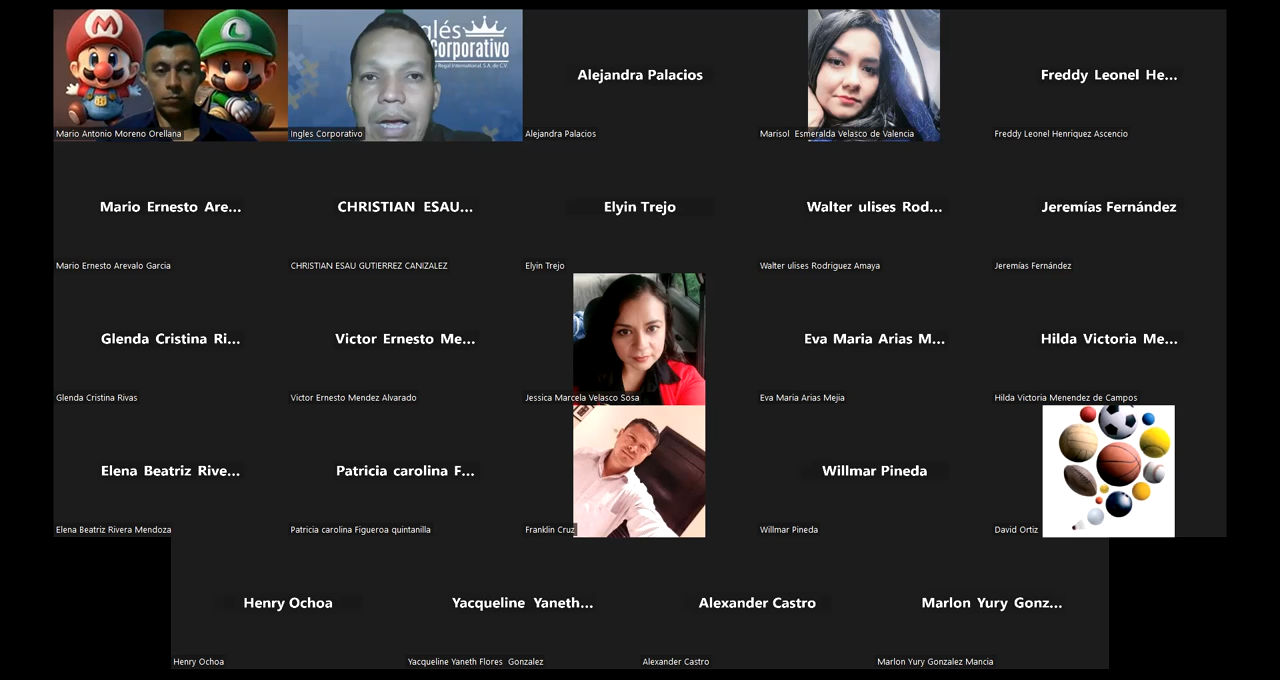 glés
corporativo
Regal International, S.A. de C.V.
Mario Antonio Moreno Orellana
Ingles Corporativo
Alejandra Palacios
Alejandra Palacios
Marisol Esmeralda Velasco de Valencia
Freddy Leonel He...
Freddy Leonel Henriquez Ascencio
Mario Ernesto Are...
Mario Ernesto Arevalo Garcia
CHRISTIAN ESAU...
CHRISTIAN ESAU GUTIERREZ CANIZALEZ
Elyin Trejo
Elyin Trejo
Walter ulises Rod...
Walter ulises Rodriguez Amaya
Jeremías Fernández
Jeremías Fernández
Glenda Cristina Ri...
Glenda Cristina Rivas
Victor Ernesto Me...
Victor Ernesto Mendez Alvarado
Jessica Marcela Velasco Sosa
Eva Maria Arias M...
Eva Maria Arias Mejia
Hilda Victoria Me...
Hilda Victoria Menendez de Campos
Elena Beatriz Rive...
Elena Beatriz Rivera Mendoza
Patricia carolina F...
Patricia carolina Figueroa quintanilla
Franklin Cruz
Willmar Pineda
Willmar Pineda
David Ortiz
Henry Ochoa
Henry Ochoa
Yacqueline Yaneth...
Yacqueline Yaneth Flores Gonzalez
Alexander Castro
Alexander Castro
Marlon Yury Gonz...
Marlon Yury Gonzalez Mancia